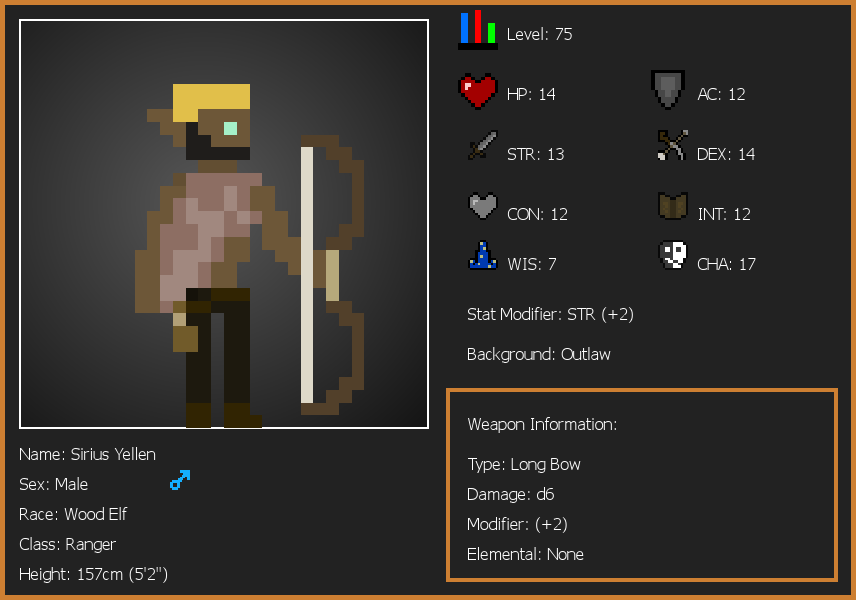 Level: 75
HP: 14
AC: 12
STR: 13
DEX: 14
CON: 12
INT: 12
WIS: 7
CHA: 17
Stat Modifier: STR (+2)
Background: Outlaw
Weapon Information:
Type: Long Bow
Damage: d6
Modifier: (+2)
Elemental: None
Name: Sirius Yellen
Sex: Male
Race: Wood Elf
Class: Ranger
Height: 157cm (5'2")